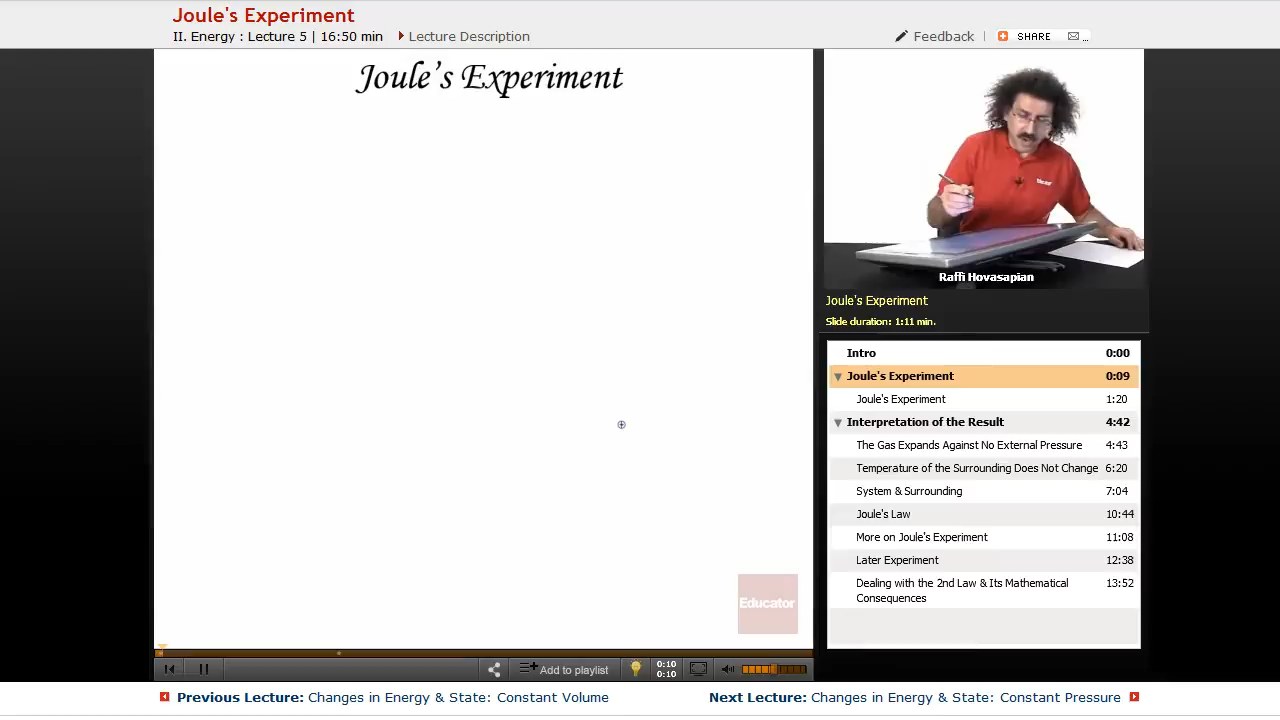 Joule's Experiment
II. Energy : Lecture 5 | 16:50 min
Lecture Description
Feedback
SHARE
Joule's Experiment
Raffi Hovasapian
Joule's Experiment
Slide duration: 1:11 min.
Intro 0:00
Joule's Experiment 0:09
Joule's Experiment 1:20
Interpretation of the Result 4:42
The Gas Expands Against No External Pressure 4:43
Temperature of the Surrounding Does Not Change 6:20
System & Surrounding 7:04
Joule's Law 10:44
More on Joule's Experiment 11:08
Later Experiment 12:38
Dealing with the 2nd Law & Its Mathematical 13:52
Consequences
Educator
Add to playlist
0:10
0:10
Previous Lecture: Changes in Energy & State: Constant Volume
Next Lecture: Changes in Energy & State: Constant Pressure